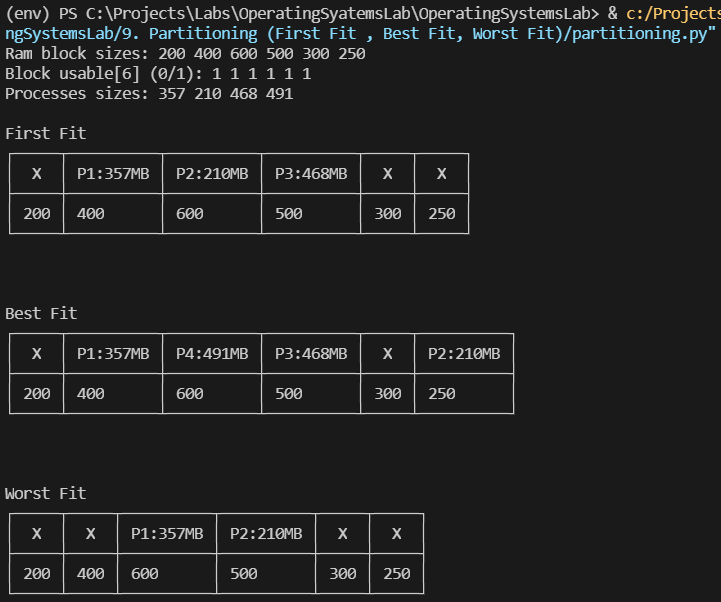 (env) PS C:\Projects\Labs\OperatingSyatemsLab\OperatingSystemsLab> & c:/Projects
ngSystemsLab/9. Partitioning (First Fit , Best Fit, Worst Fit)/partitioning.py"
Ram block sizes: 200 400 600 500 300 250
Block usable[6] (0/1): 1 1 1 1 1 1
Processes sizes: 357 210 468 491
First Fit
X P1:357MB P2:210MB P3:468MB X X
200 400 600 500 300 250
Best Fit
X P1:357MB P4:491MB P3:468MB X P2:210MB
200 400 600 500 300 250
Worst Fit
X X P1:357MB P2:210MB X X
200 400 600 500 300 250